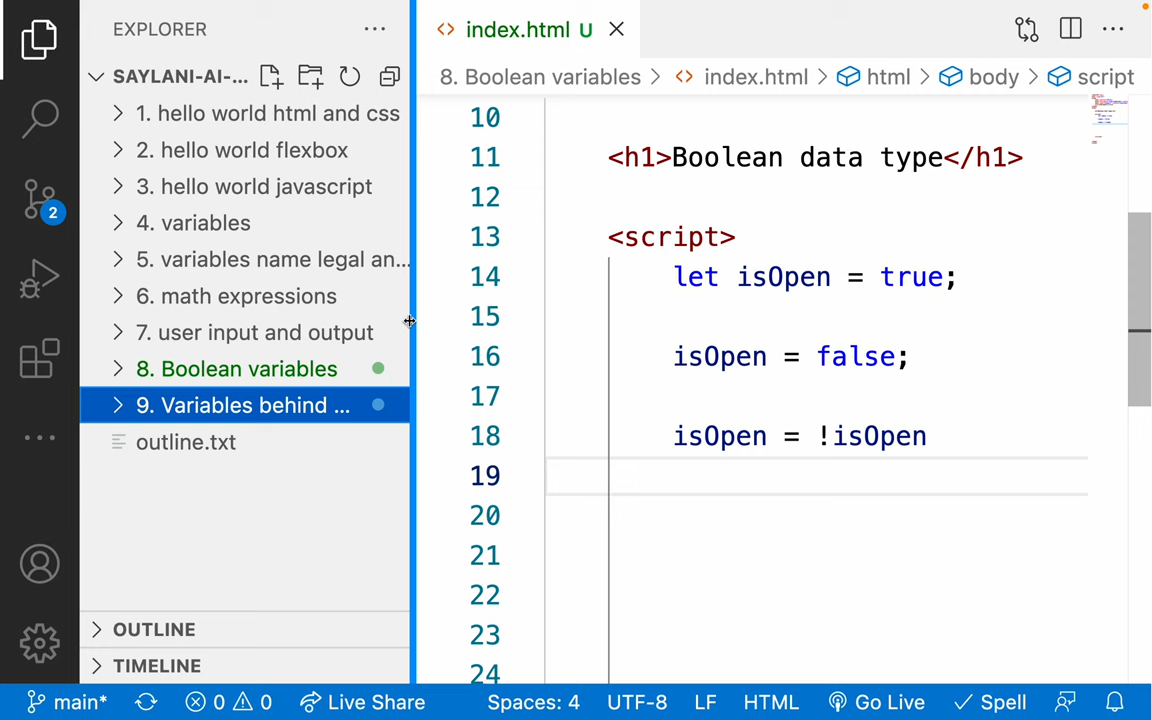 EXPLORER
SAYLANI-AI-...
1. hello world html and css
2. hello world flexbox
3. hello world javascript
4. variables
5. variables name legal an...
6. math expressions
7. user input and output
8. Boolean variables
9. Variables behind ...
outline.txt
OUTLINE
TIMELINE
2
index.html U
8. Boolean variables > index.html > html > body > script
10
11 <h1>Boolean data type</h1>
12
13 <script>
14 let isOpen = true;
15
16 isOpen = false;
17
18 isOpen = !isOpen
19
20
21
22
23
24
main* 0 0 Live Share Spaces: 4 UTF-8 LF HTML Go Live Spell